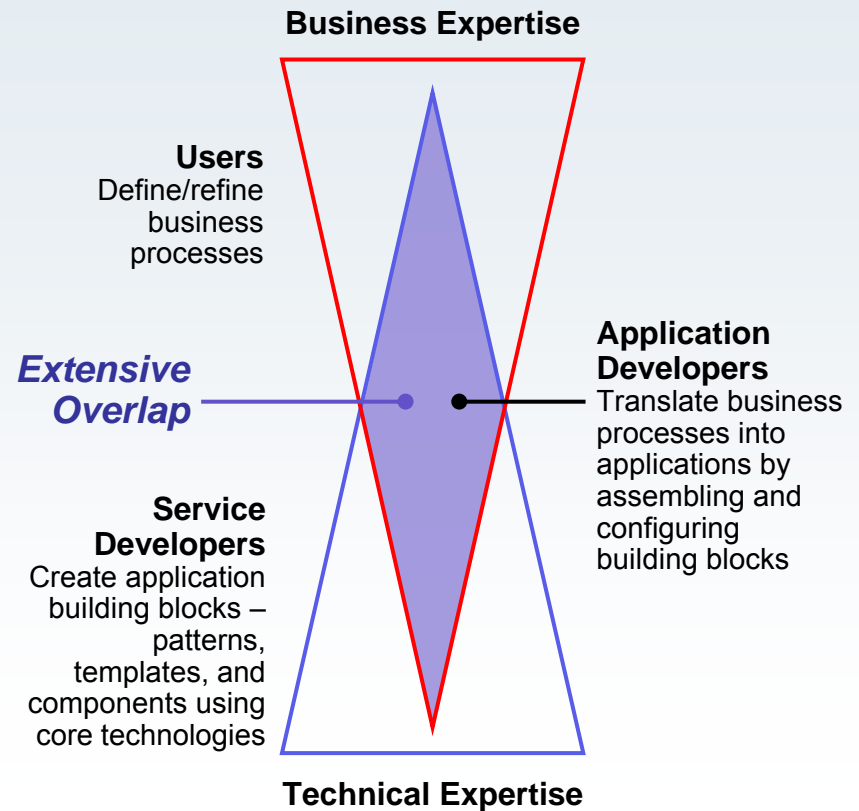 Business Expertise
Users
Define/refine
business
processes
Extensive
Overlap
Application
Developers
Translate business
processes into
applications by
assembling and
configuring
building blocks
Service
Developers
Create application
building blocks –
patterns,
templates, and
components using
core technologies
Technical Expertise